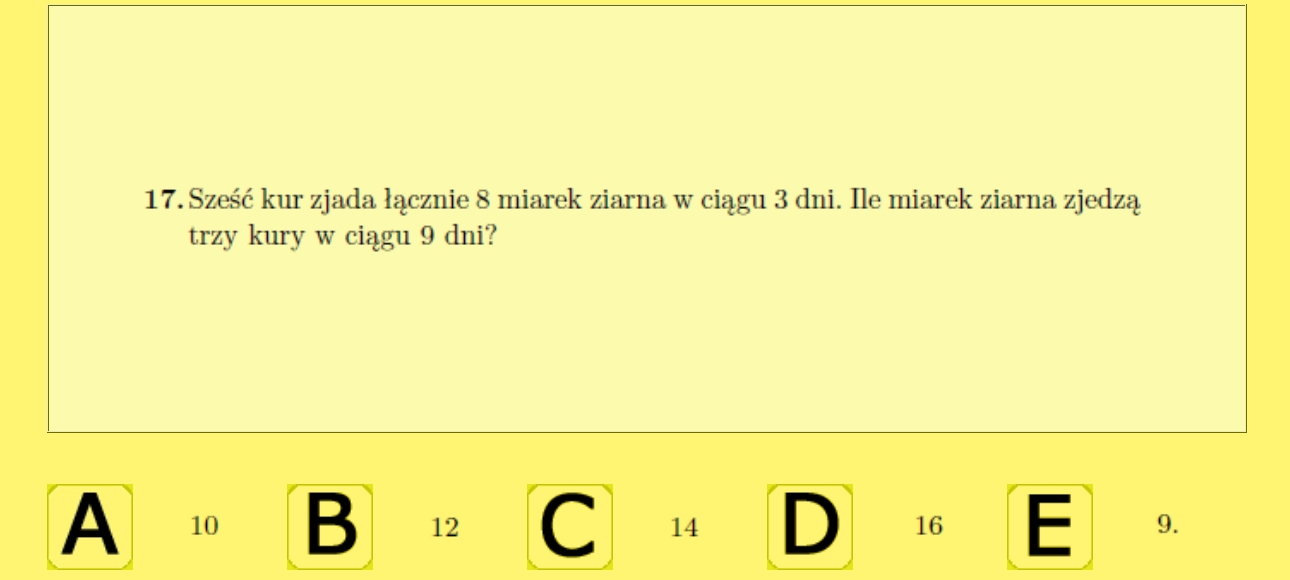 17. Sześć kur zjada łącznie 8 miarek ziarna w ciągu 3 dni. Ile miarek ziarna zjedzą
trzy kury w ciągu 9 dni?
A 10 B 12 C 14 D 16 E 9.